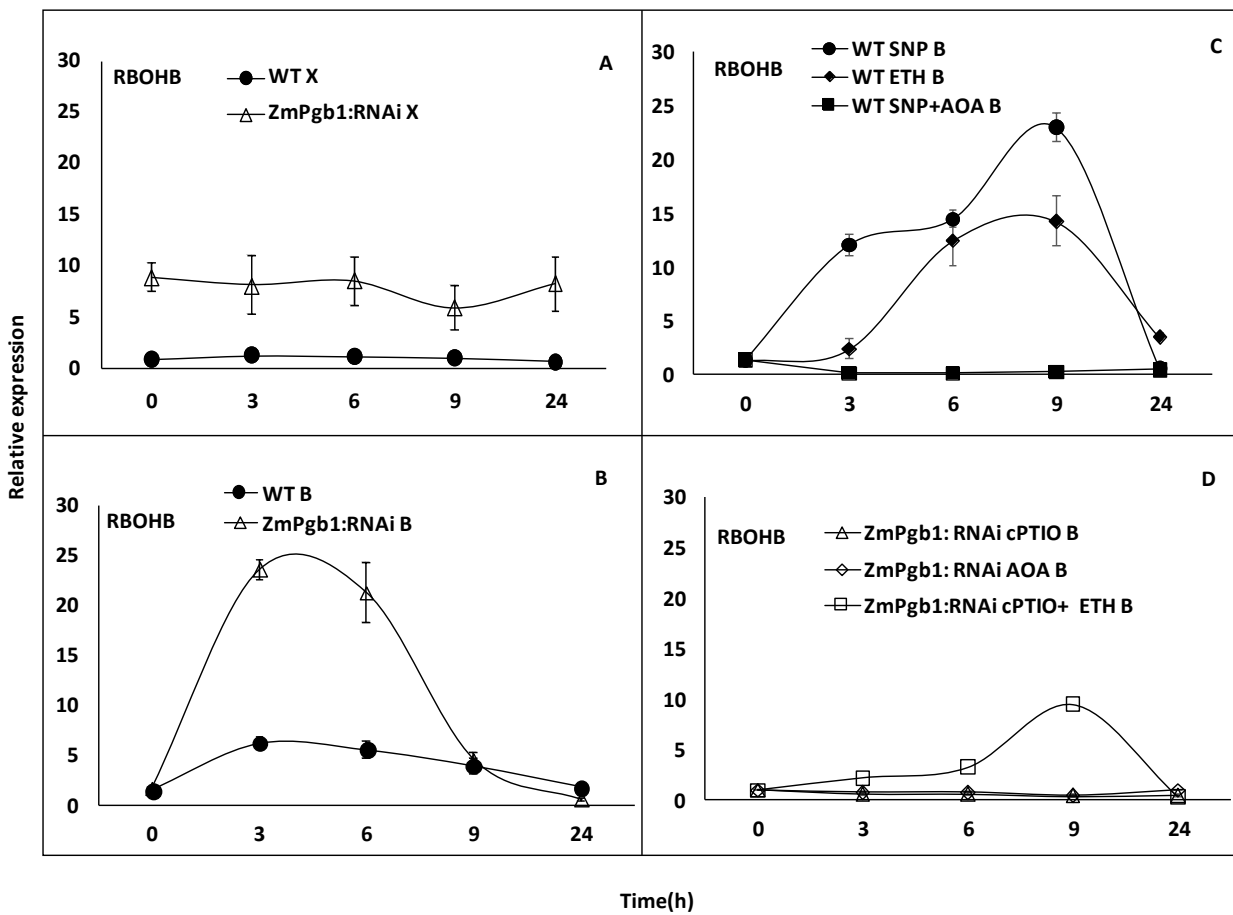 Relative expression
A
RBOHB
WT X
ZmPgb1:RNAi X
30
25
20
15
10
5
0
0 3 6 9 24
B
RBOHB
WT B
ZmPgb1:RNAi B
30
25
20
15
10
5
0
0 3 6 9 24
C
RBOHB
WT SNP B
WT ETH B
WT SNP+AOA B
30
25
20
15
10
5
0
0 3 6 9 24
D
RBOHB
ZmPgb1: RNAi cPTIO B
ZmPgb1: RNAi AOA B
ZmPgb1:RNAi cPTIO+ ETH B
30
25
20
15
10
5
0
0 3 6 9 24
Time(h)